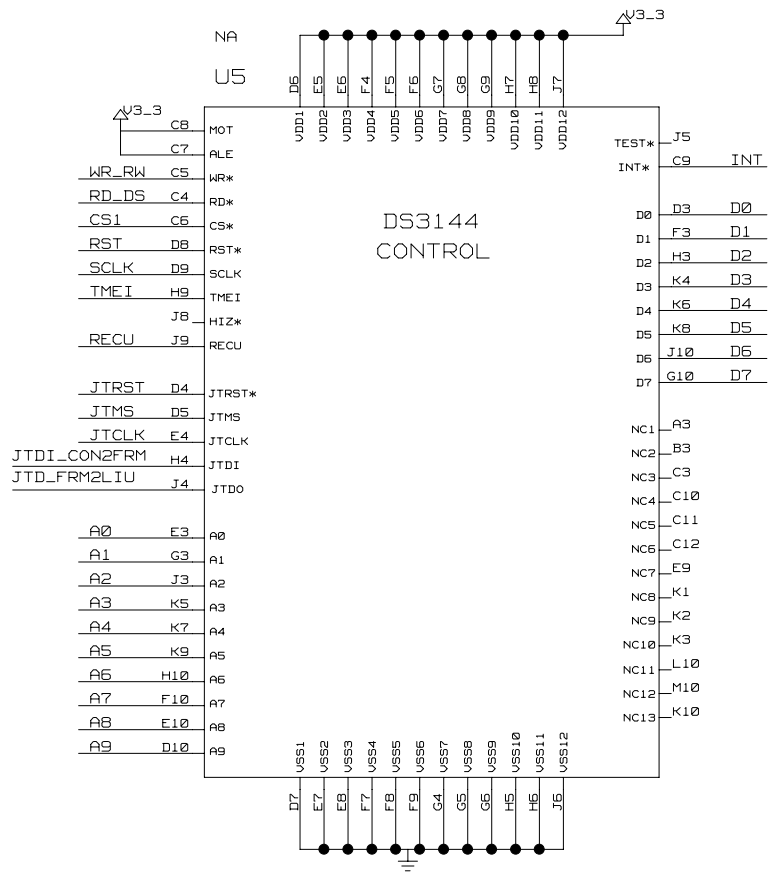 NA
V3_3
U5
D6 E5 E6 F4 F5 F6 G7 G8 G9 H7 H8 J7
VDD1 VDD2 VDD3 VDD4 VDD5 VDD6 VDD7 VDD8 VDD9 VDD10 VDD11 VDD12
V3_3
C8 MOT
C7 ALE
WR_RW C5 WR*
RD_DS C4 RD*
CS1 C6 CS*
RST D8 RST*
SCLK D9 SCLK
TMEI H9 TMEI
J8 HIZ*
RECU J9 RECU
JTRST D4 JTRST*
JTMS D5 JTMS
JTCLK E4 JTCLK
JTDI_CON2FRM H4 JTDI
JTD_FRM2LIU J4 JTDO
A0 E3 A0
A1 G3 A1
A2 J3 A2
A3 K5 A3
A4 K7 A4
A5 K9 A5
A6 H10 A6
A7 F10 A7
A8 E10 A8
A9 D10 A9
DS3144
CONTROL
TEST* J5
INT* C9 INT
D0 D3 D0
D1 F3 D1
D2 H3 D2
D3 K4 D3
D4 K6 D4
D5 K8 D5
D6 J10 D6
D7 G10 D7
NC1 A3
NC2 B3
NC3 C3
NC4 C10
NC5 C11
NC6 C12
NC7 E9
NC8 K1
NC9 K2
NC10 K3
NC11 L10
NC12 M10
NC13 K10
VSS1 VSS2 VSS3 VSS4 VSS5 VSS6 VSS7 VSS8 VSS9 VSS10 VSS11 VSS12
D7 E7 E8 F7 F8 F9 G4 G5 G6 H5 H6 J6